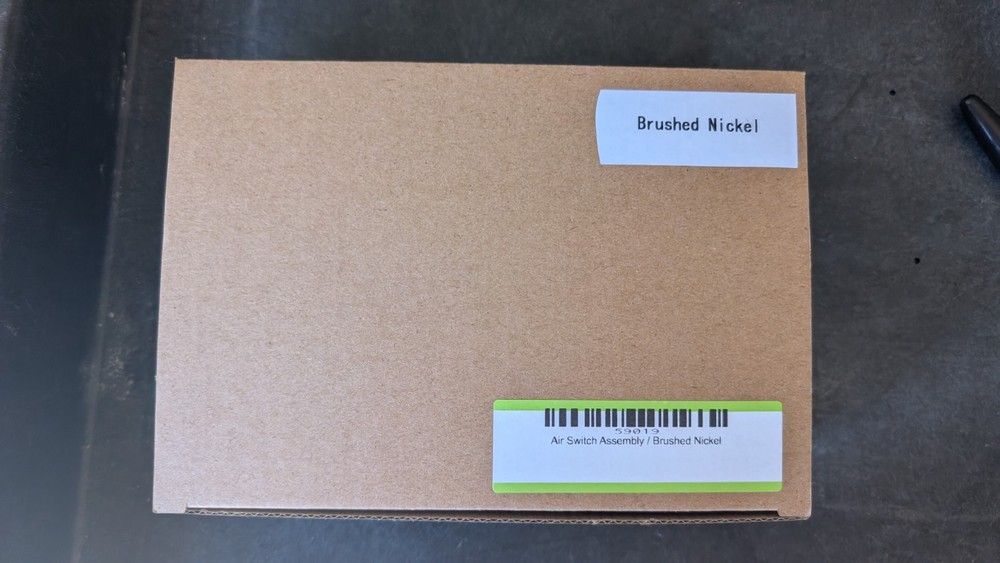 Brushed Nickel
59019
Air Switch Assembly / Brushed Nickel